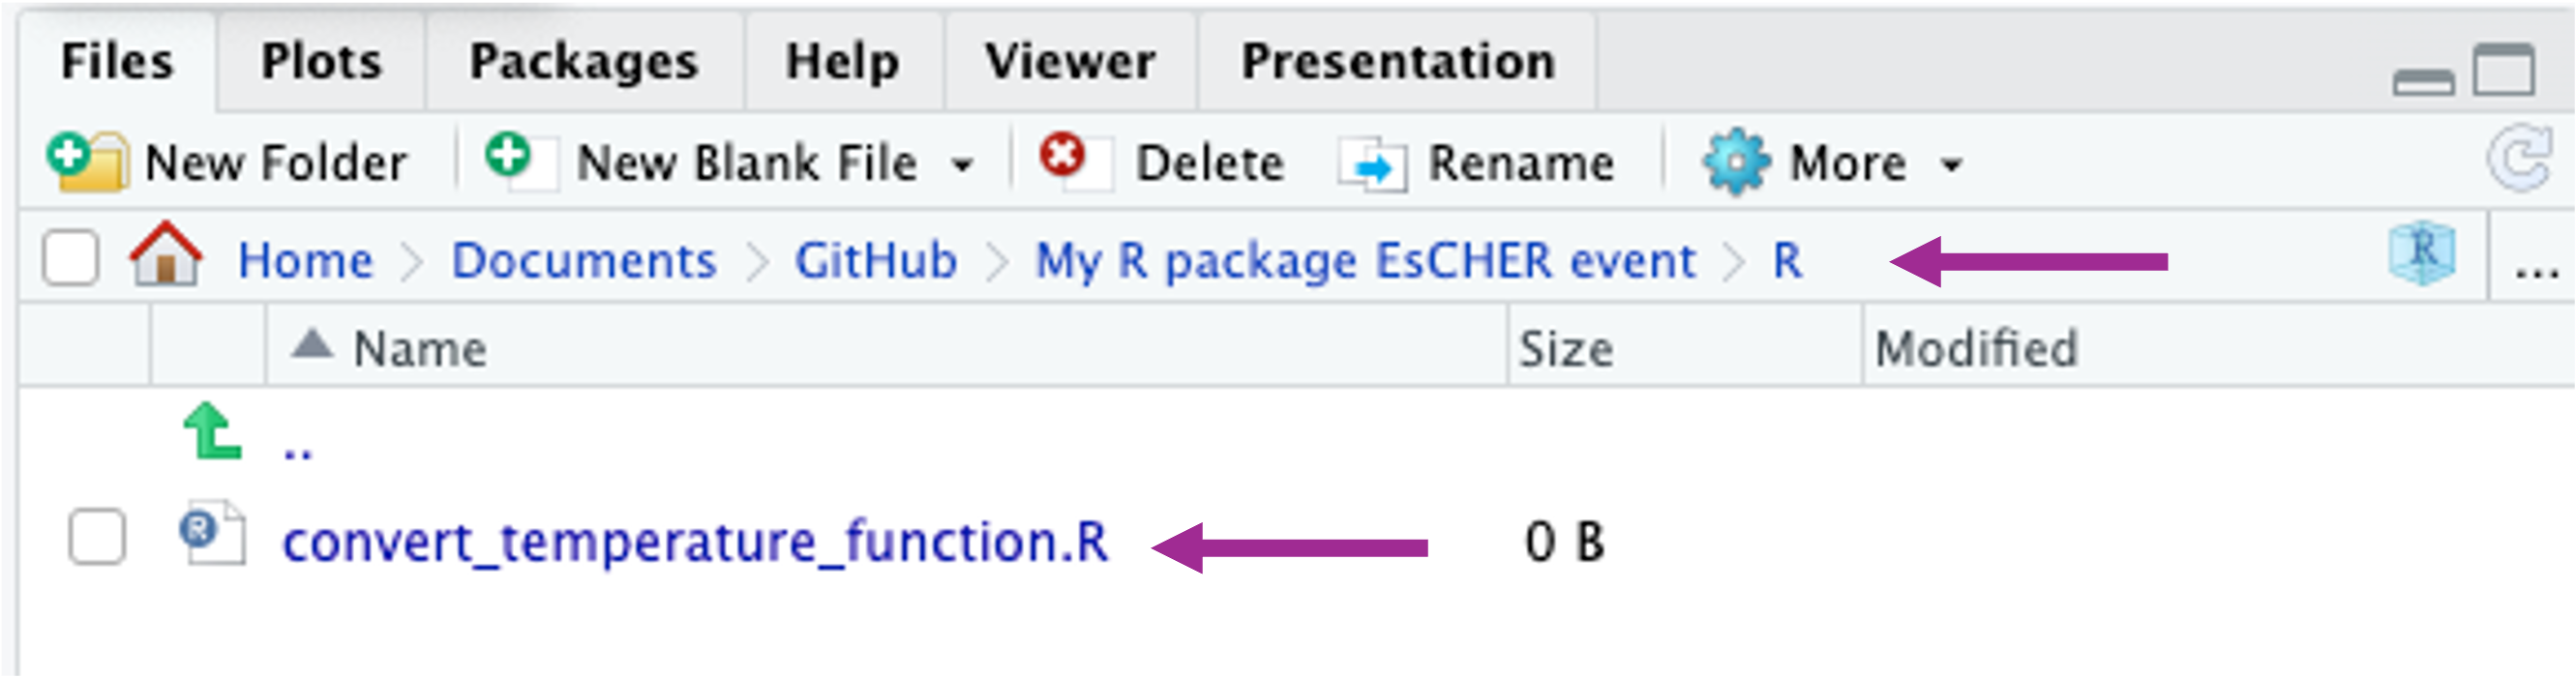 Files Plots Packages Help Viewer Presentation
New Folder New Blank File Delete Rename More
Home Documents GitHub My R package EsCHER event R R ...
Name Size Modified
..
R convert_temperature_function.R 0 B